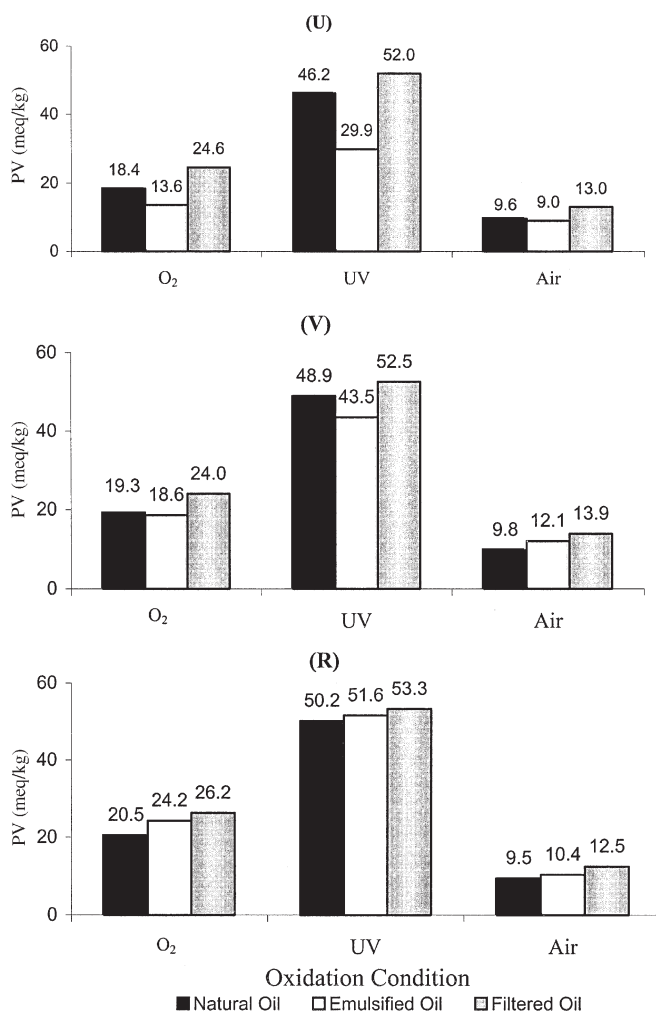 (U)
60
40
20
0
PV (meq/kg)
18.4 13.6 24.6
46.2 29.9 52.0
9.6 9.0 13.0
O₂ UV Air
(V)
60
40
20
0
PV (meq/kg)
19.3 18.6 24.0
48.9 43.5 52.5
9.8 12.1 13.9
O₂ UV Air
(R)
60
40
20
0
PV (meq/kg)
20.5 24.2 26.2
50.2 51.6 53.3
9.5 10.4 12.5
O₂ UV Air
Oxidation Condition
Natural Oil Emulsified Oil Filtered Oil